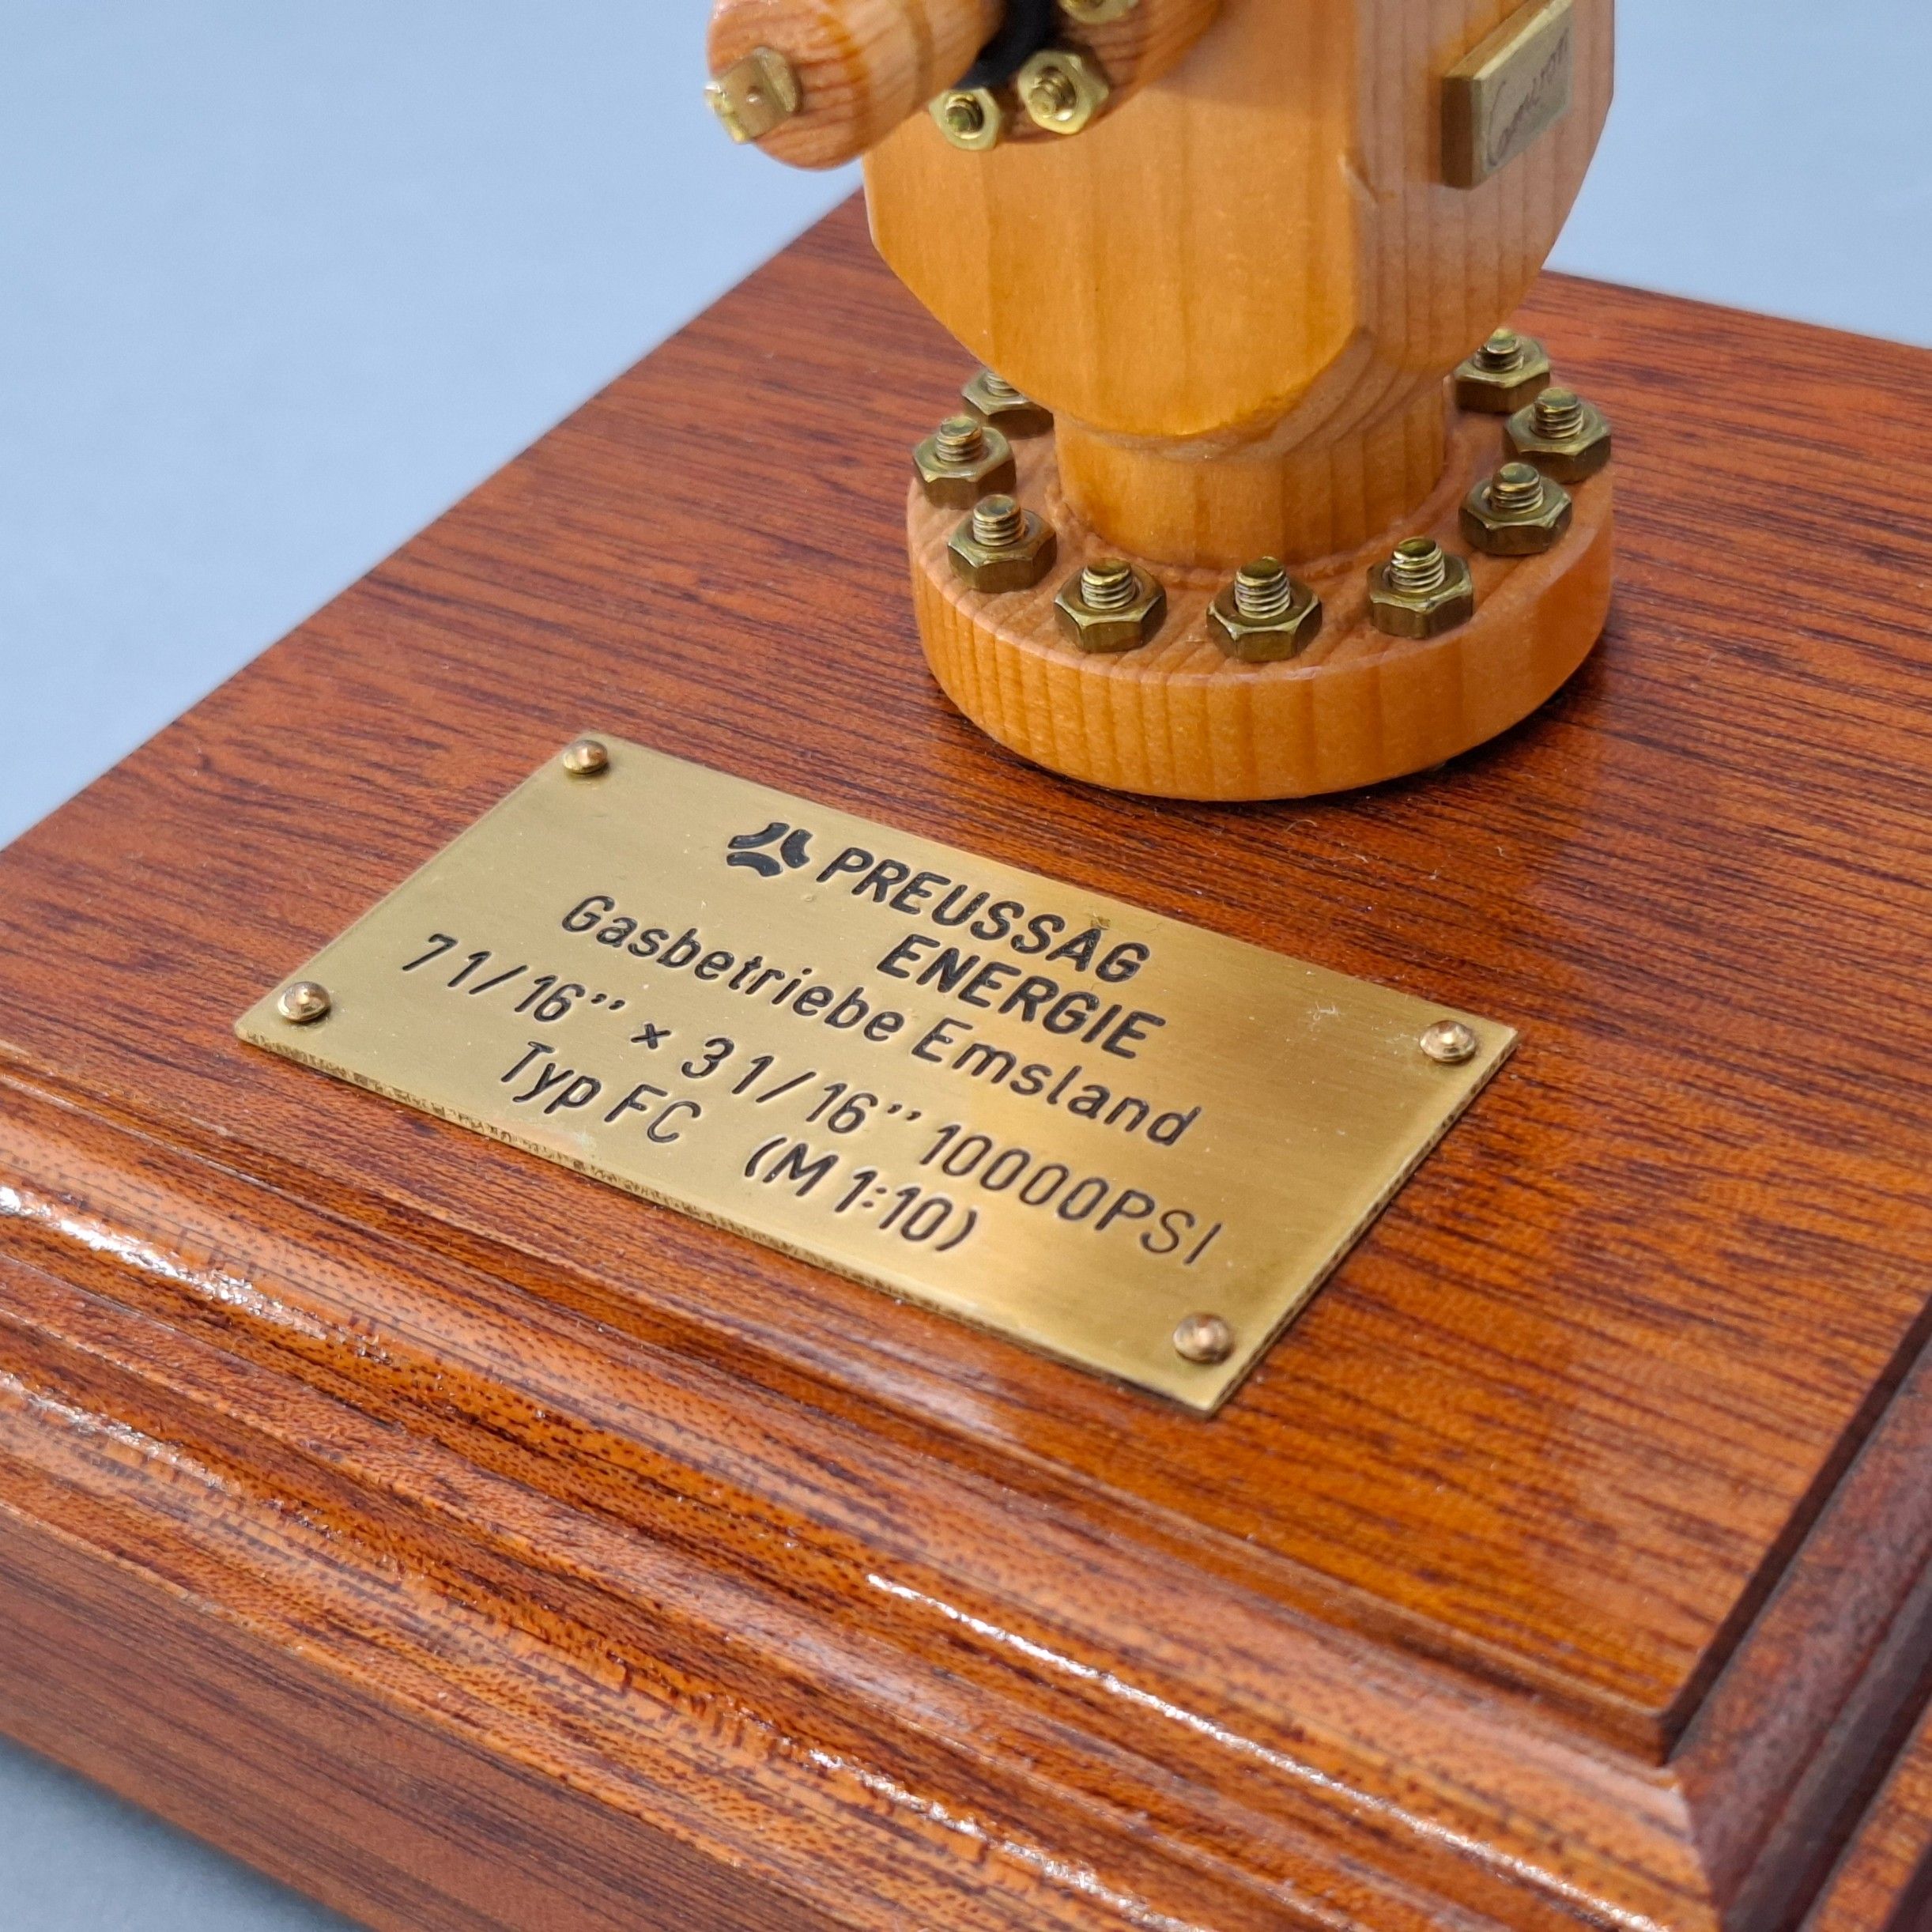 PREUSSAG
ENERGIE
Gasbetriebe Emsland
7 1/16” x 3 1/16” 10000PSI
Typ FC (M 1:10)